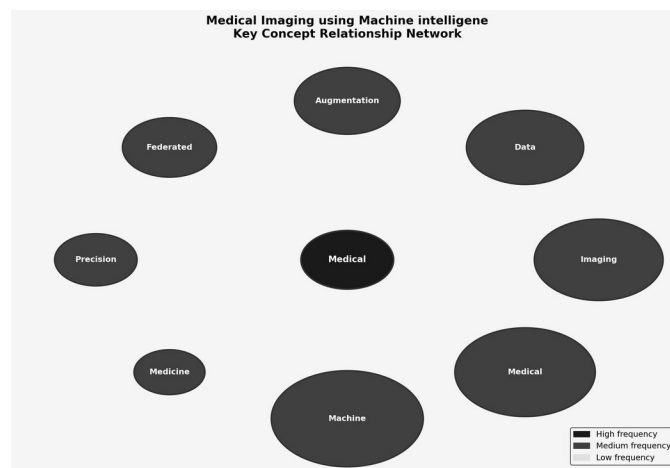 Medical Imaging using Machine intelligene
Key Concept Relationship Network
Augmentation
Federated
Data
Precision
Medical
Imaging
Medicine
Medical
Machine
High frequency
Medium frequency
Low frequency